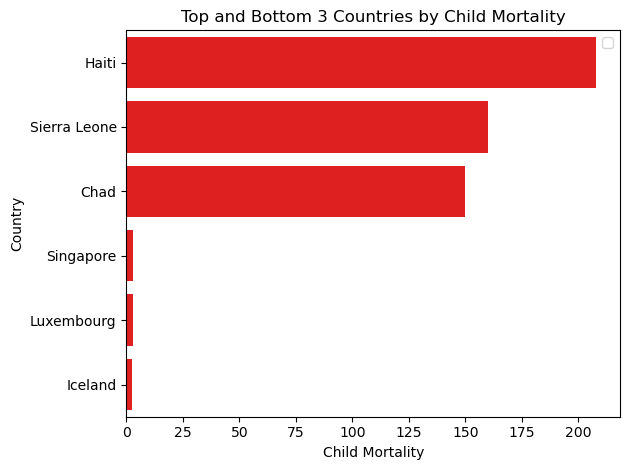 Top and Bottom 3 Countries by Child Mortality
Haiti
Sierra Leone
Chad
Singapore
Luxembourg
Iceland
Country
0 25 50 75 100 125 150 175 200
Child Mortality